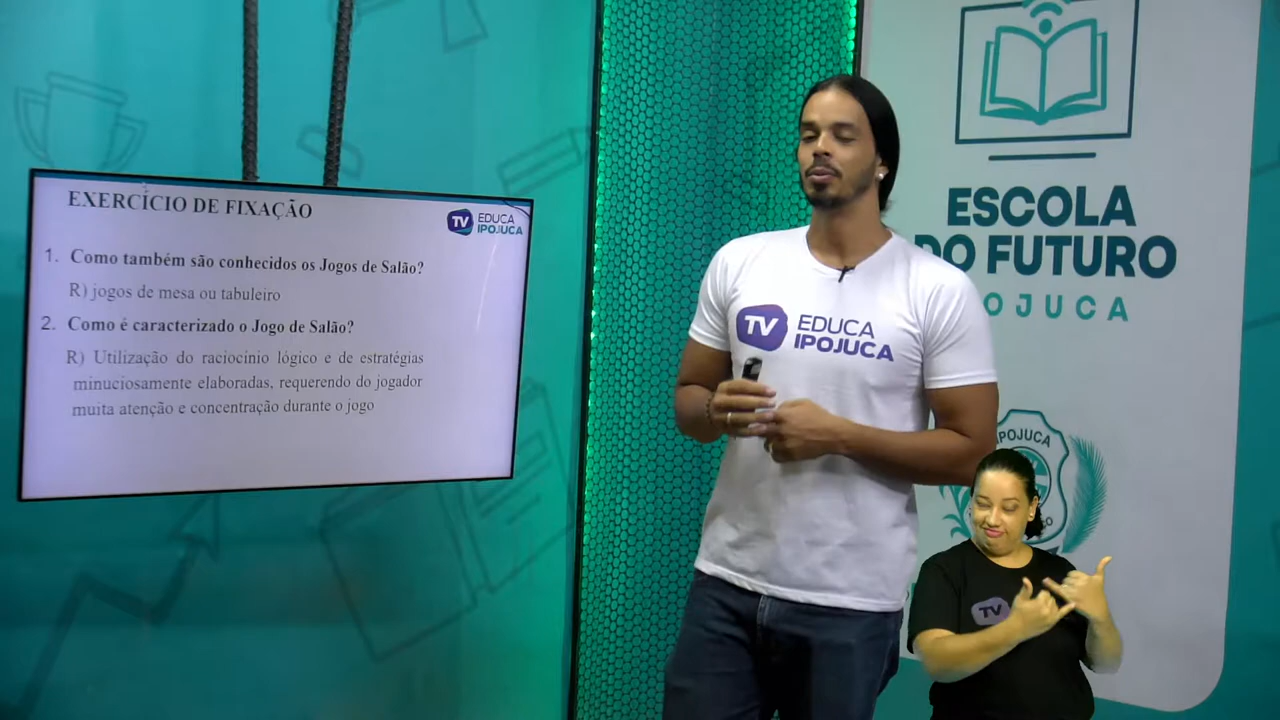 EXERCÍCIO DE FIXAÇÃO
TV EDUCA
IPOJUCA
1. Como também são conhecidos os Jogos de Salão?
R) jogos de mesa ou tabuleiro
2. Como é caracterizado o Jogo de Salão?
R) Utilização do raciocínio lógico e de estratégias
minuciosamente elaboradas, requerendo do jogador
muita atenção e concentração durante o jogo
TV EDUCA
IPOJUCA
ESCOLA
DO FUTURO
OJUCA
IPOJUCA
TV